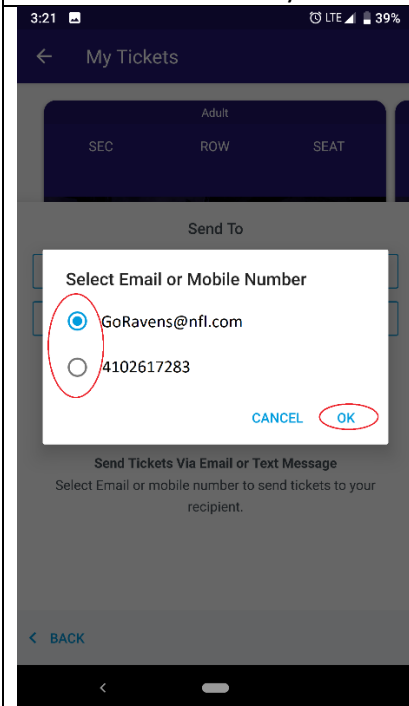 3:21 LTE 39%
My Tickets
Adult
SEC ROW SEAT
Send To
Select Email or Mobile Number
GoRavens@nfl.com
4102617283
CANCEL OK
Send Tickets Via Email or Text Message
Select Email or mobile number to send tickets to your
recipient.
BACK